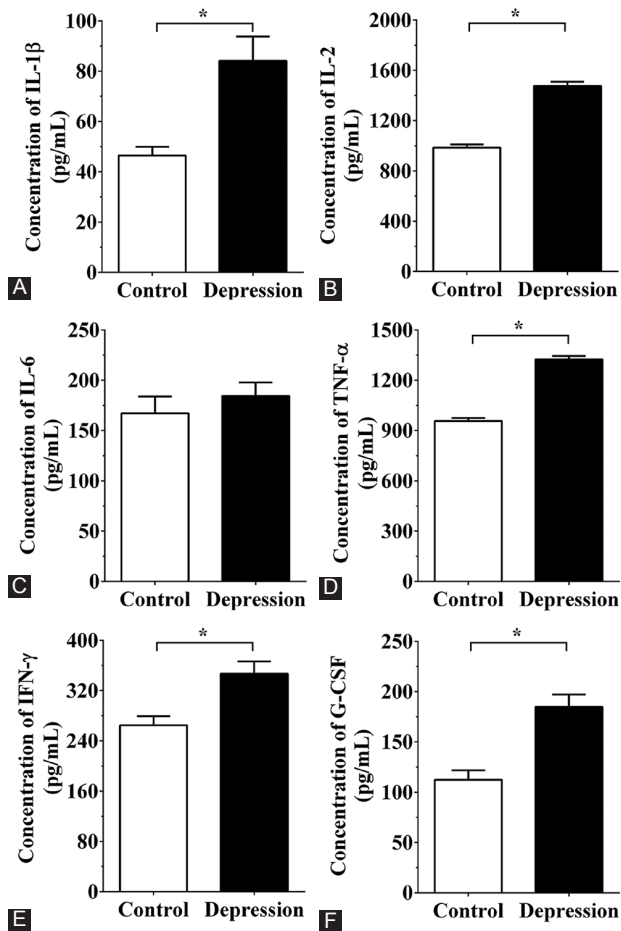 *
Concentration of IL-1β
(pg/mL)
100
80
60
40
20
0
Control Depression
A
*
Concentration of IL-2
(pg/mL)
2000
1600
1200
800
400
0
Control Depression
B
Concentration of IL-6
(pg/mL)
250
200
150
100
50
0
Control Depression
C
*
Concentration of TNF-α
(pg/mL)
1500
1200
900
600
300
0
Control Depression
D
*
Concentration of IFN-γ
(pg/mL)
400
320
240
160
80
0
Control Depression
E
*
Concentration of G-CSF
(pg/mL)
250
200
150
100
50
0
Control Depression
F